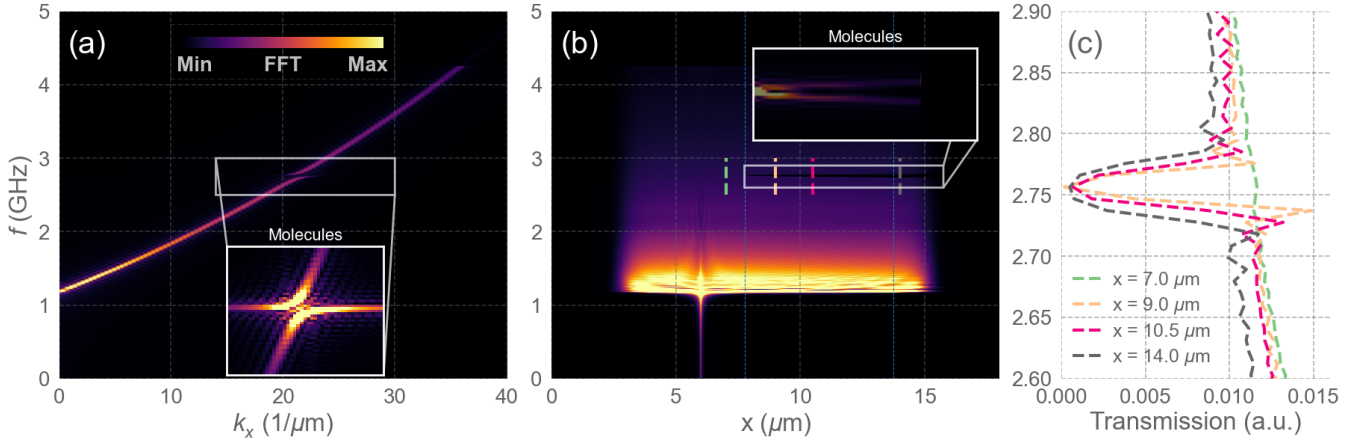 (a)
Min FFT Max
Molecules
5
4
3
2
1
0
f (GHz)
0 10 20 30 40
kₓ (1/μm)
(b)
Molecules
5
4
3
2
1
0
5 10 15
x (μm)
(c)
2.90
2.85
2.80
2.75
2.70
2.65
2.60
x = 7.0 μm
x = 9.0 μm
x = 10.5 μm
x = 14.0 μm
0.000 0.005 0.010 0.015
Transmission (a.u.)